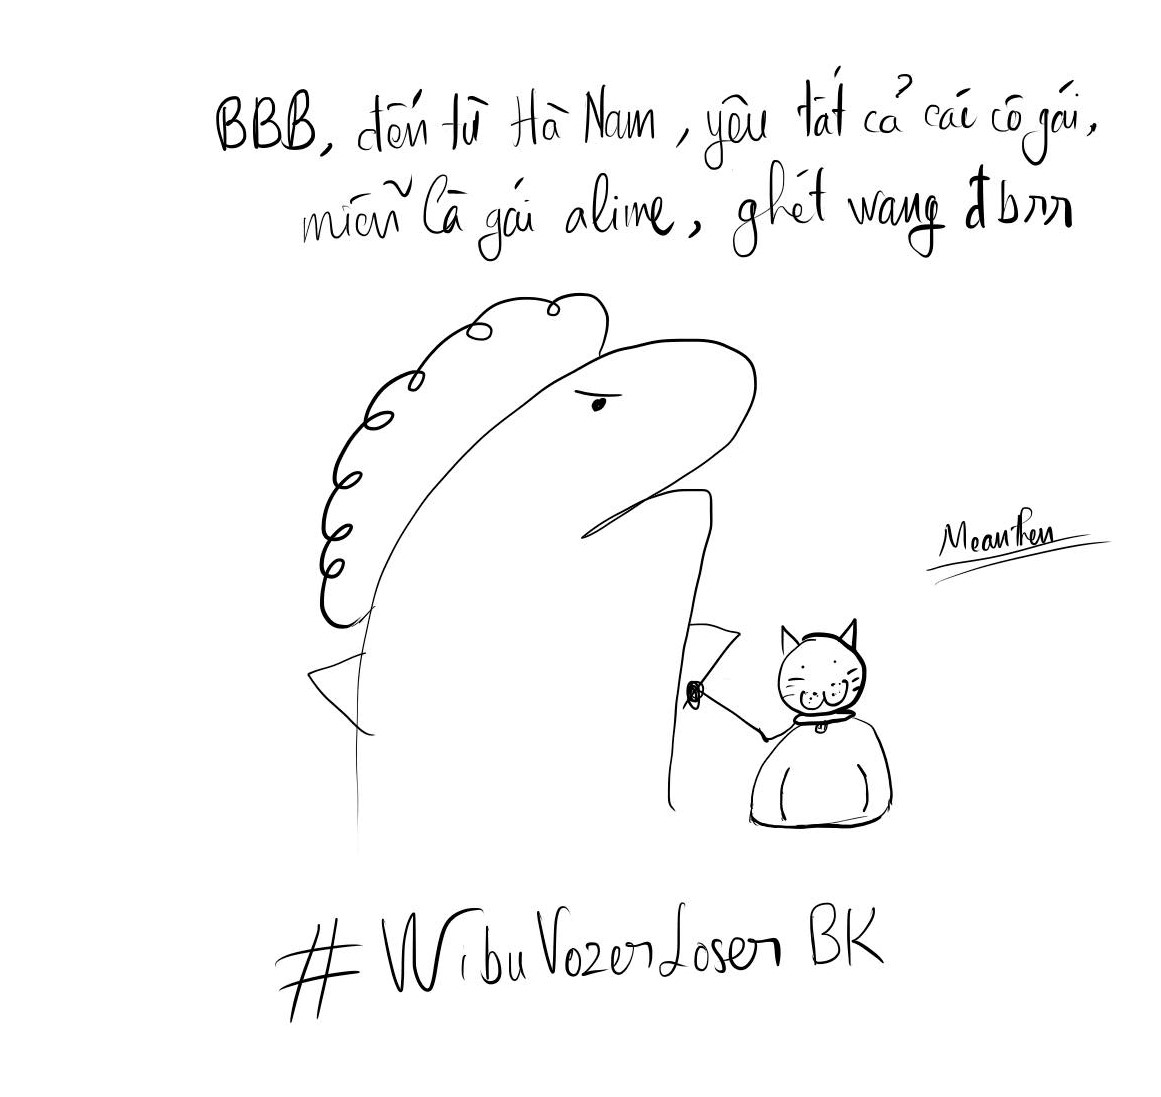 BBB, đến từ Hà Nam, yêu tất cả các cô gái,
miễn là gái alime, ghét wang đbrr
Meanthen
# WibuVozerLoser BK